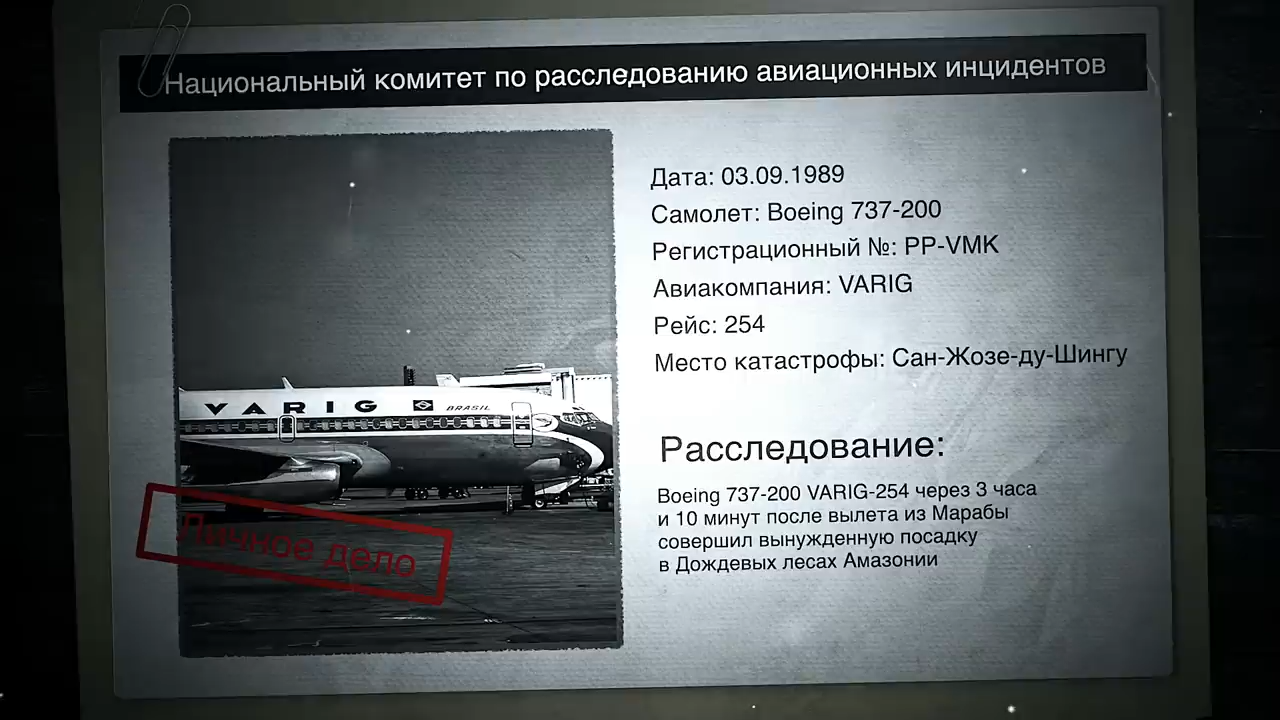 Национальный комитет по расследованию авиационных инцидентов
Дата: 03.09.1989
Самолет: Boeing 737-200
Регистрационный №: PP-VMK
Авиакомпания: VARIG
Рейс: 254
Место катастрофы: Сан-Жозе-ду-Шингу
VARIG BRASIL
Личное дело
Расследование:
Boeing 737-200 VARIG-254 через 3 часа
и 10 минут после вылета из Марабы
совершил вынужденную посадку
в Дождевых лесах Амазонии